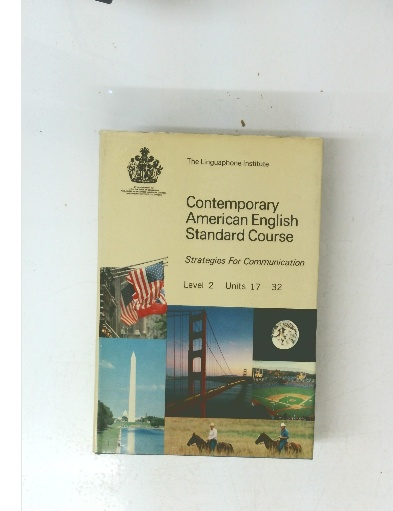 The Linguaphone Institute
Contemporary
American English
Standard Course
Strategies For Communication
Level 2 Units 17 - 32